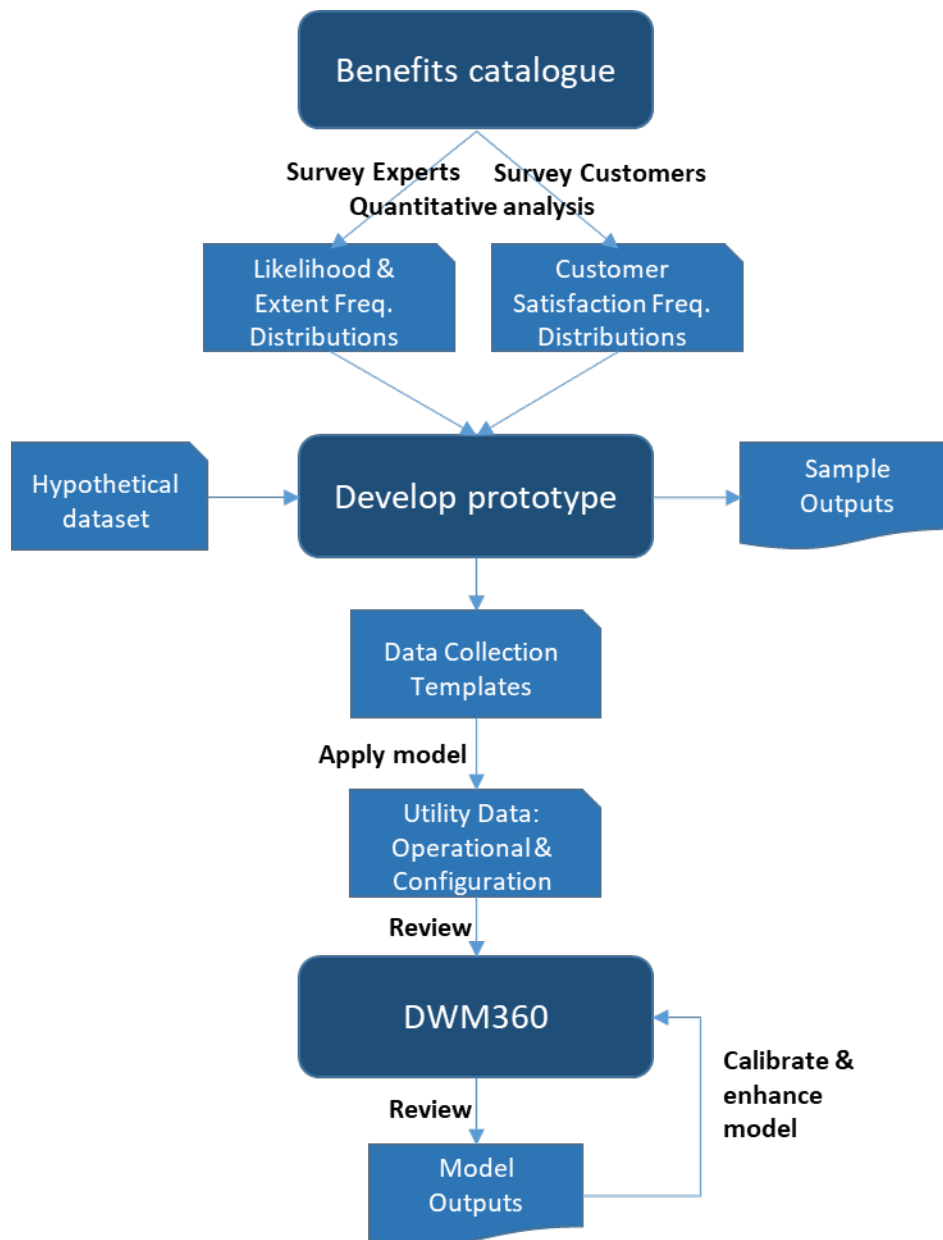 Benefits catalogue
Survey Experts
Survey Customers
Quantitative analysis
Likelihood &
Extent Freq.
Distributions
Customer
Satisfaction Freq.
Distributions
Hypothetical
dataset
Develop prototype
Sample
Outputs
Data Collection
Templates
Apply model
Utility Data:
Operational &
Configuration
Review
DWM360
Calibrate &
enhance
model
Review
Model
Outputs